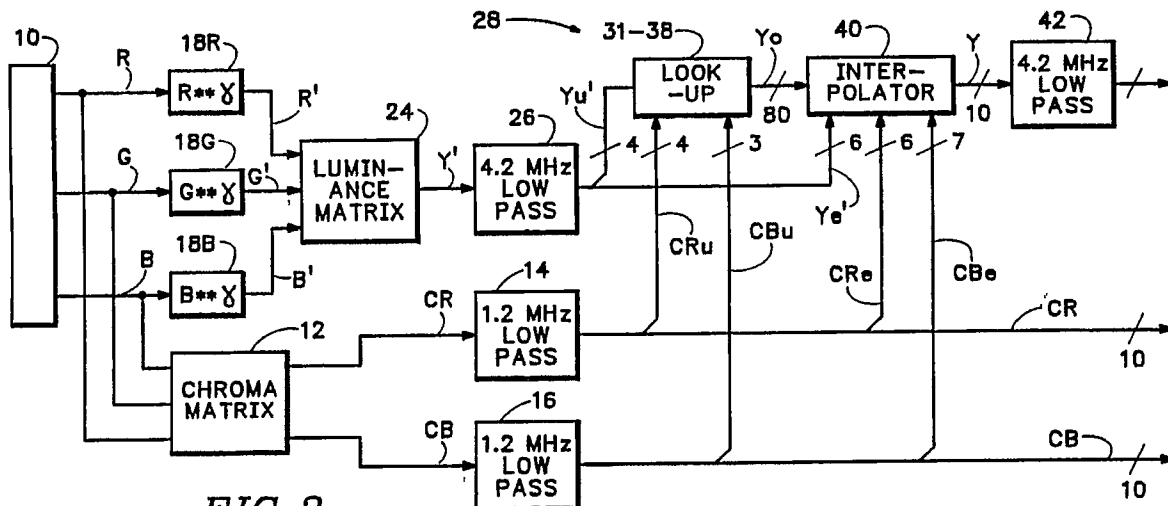 10
R
18R
R**γ
R'
G
18G
G**γ
G'
B
18B
B**γ
B'
24
LUMIN-
ANCE
MATRIX
Y'
26
4.2 MHz
LOW
PASS
28
31-38
LOOK
-UP
Yu'
4
4
3
Yo
80
40
INTER-
POLATOR
6
6
7
Ye'
Y
10
42
4.2 MHz
LOW
PASS
CRu
CBu
CRe
CBe
12
CHROMA
MATRIX
CR
14
1.2 MHz
LOW
PASS
CR
10
CB
16
1.2 MHz
LOW
PASS
CB
10